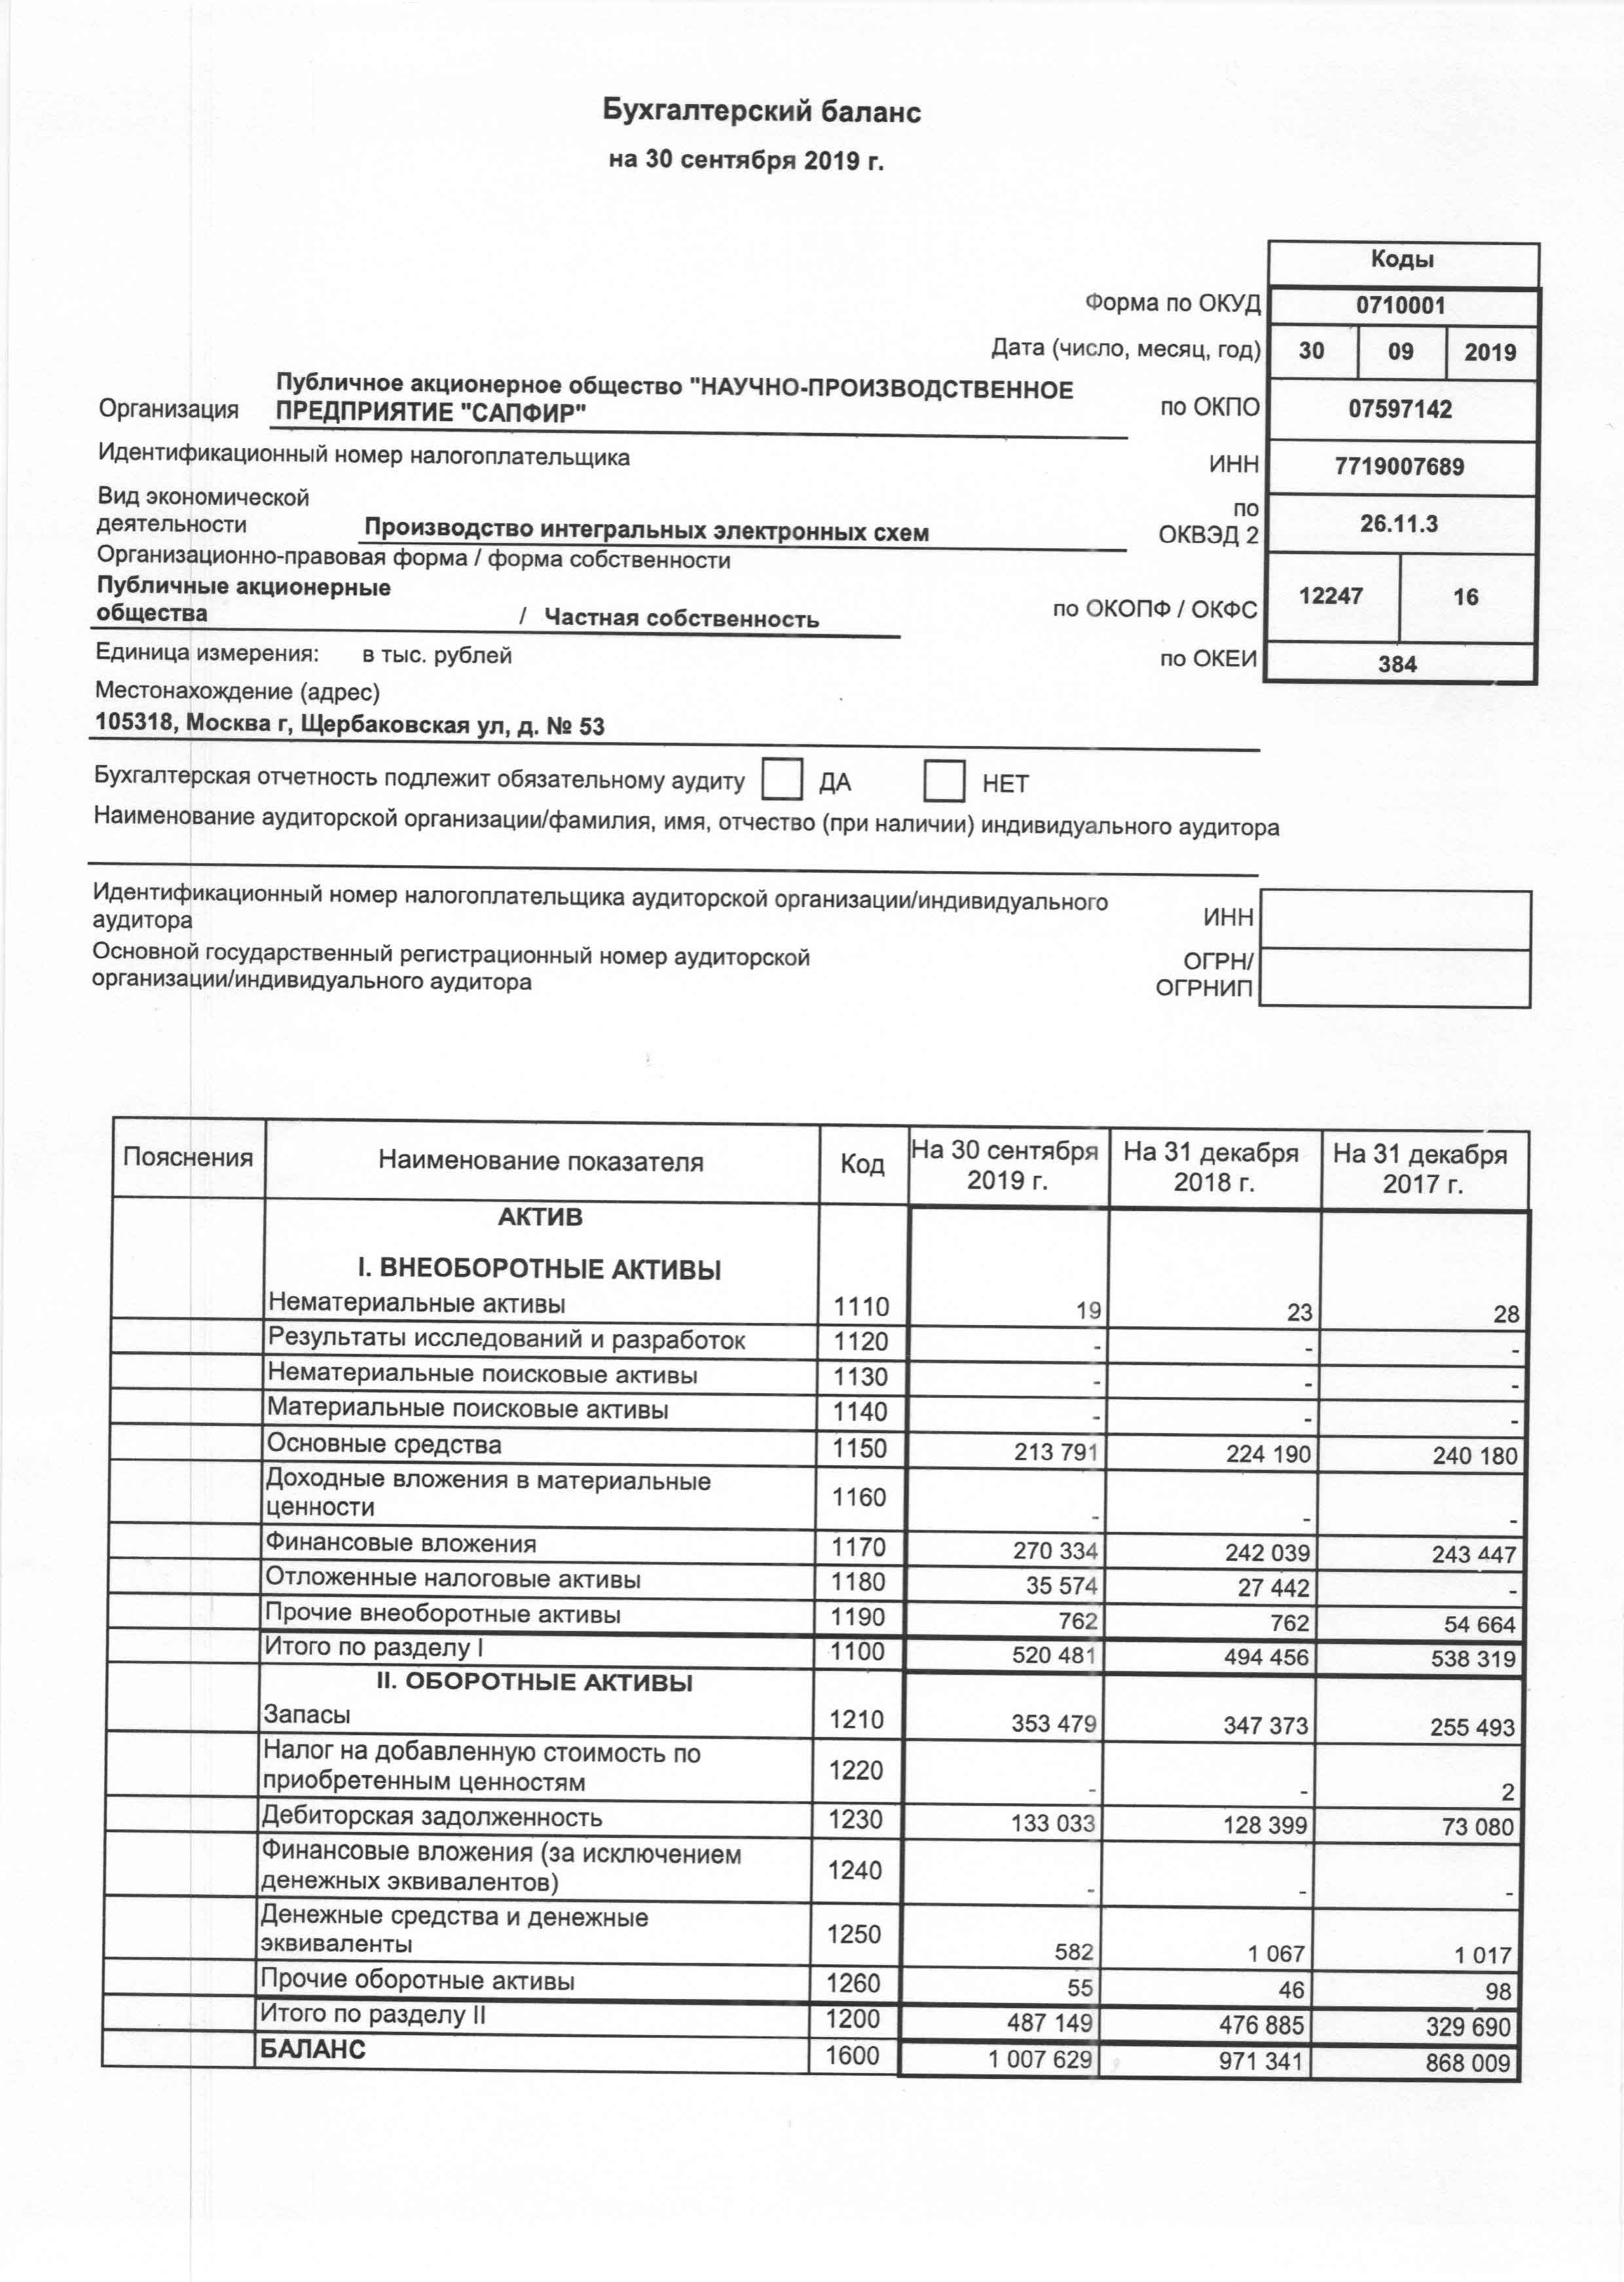 Бухгалтерский баланс
на 30 сентября 2019 г.
Коды
Форма по ОКУД 0710001
Дата (число, месяц, год) 30 09 2019
Публичное акционерное общество "НАУЧНО-ПРОИЗВОДСТВЕННОЕ
Организация ПРЕДПРИЯТИЕ "САПФИР" по ОКПО 07597142
Идентификационный номер налогоплательщика ИНН 7719007689
Вид экономической по
деятельности Производство интегральных электронных схем ОКВЭД 2 26.11.3
Организационно-правовая форма / форма собственности
Публичные акционерные
общества / Частная собственность по ОКОПФ / ОКФС 12247 16
Единица измерения: в тыс. рублей по ОКЕИ 384
Местонахождение (адрес)
105318, Москва г, Щербаковская ул, д. № 53
Бухгалтерская отчетность подлежит обязательному аудиту ДА НЕТ
Наименование аудиторской организации/фамилия, имя, отчество (при наличии) индивидуального аудитора
Идентификационный номер налогоплательщика аудиторской организации/индивидуального
аудитора ИНН
Основной государственный регистрационный номер аудиторской ОГРН/
организации/индивидуального аудитора ОГРНИП
Пояснения Наименование показателя Код На 30 сентября На 31 декабря На 31 декабря
2019 г. 2018 г. 2017 г.
АКТИВ
I. ВНЕОБОРОТНЫЕ АКТИВЫ
Нематериальные активы 1110 19 23 28
Результаты исследований и разработок 1120 - - -
Нематериальные поисковые активы 1130 - - -
Материальные поисковые активы 1140 - - -
Основные средства 1150 213 791 224 190 240 180
Доходные вложения в материальные
ценности 1160 - - -
Финансовые вложения 1170 270 334 242 039 243 447
Отложенные налоговые активы 1180 35 574 27 442 -
Прочие внеоборотные активы 1190 762 762 54 664
Итого по разделу I 1100 520 481 494 456 538 319
II. ОБОРОТНЫЕ АКТИВЫ
Запасы 1210 353 479 347 373 255 493
Налог на добавленную стоимость по
приобретенным ценностям 1220 - - 2
Дебиторская задолженность 1230 133 033 128 399 73 080
Финансовые вложения (за исключением
денежных эквивалентов) 1240 - - -
Денежные средства и денежные
эквиваленты 1250 582 1 067 1 017
Прочие оборотные активы 1260 55 46 98
Итого по разделу II 1200 487 149 476 885 329 690
БАЛАНС 1600 1 007 629 971 341 868 009